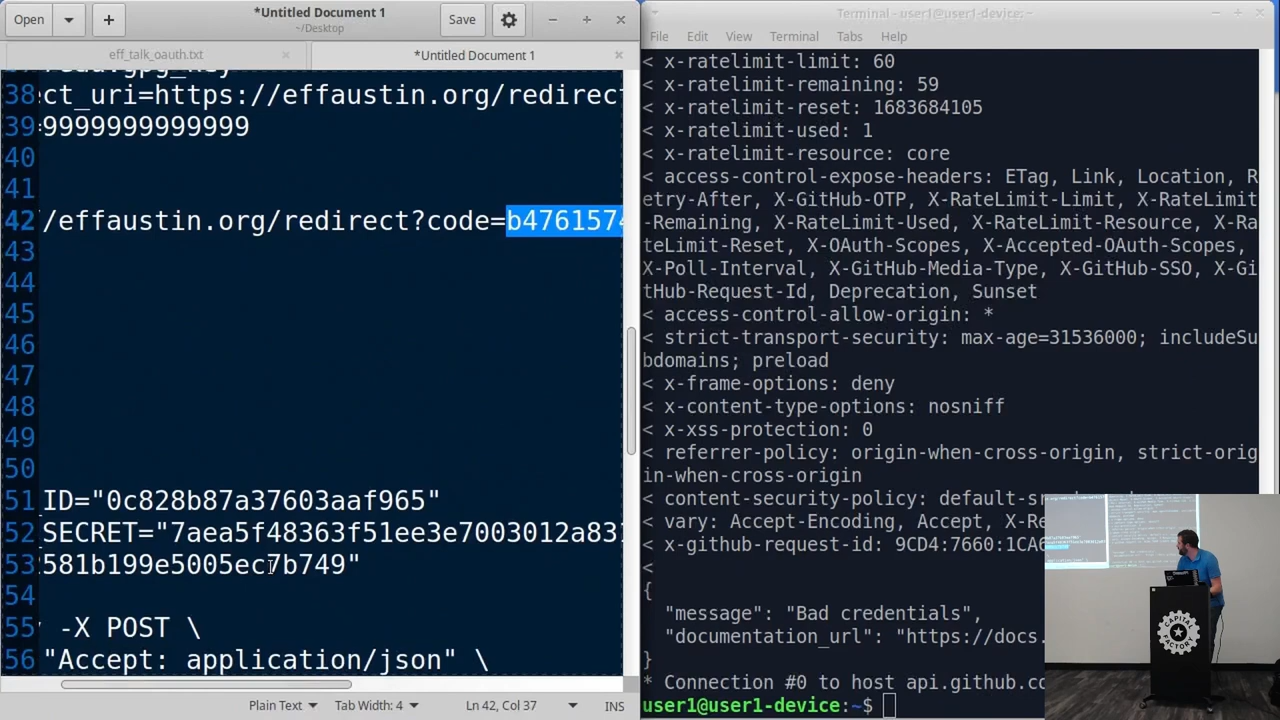 Open
*Untitled Document 1
~/Desktop
Save
eff_talk_oauth.txt
*Untitled Document 1
38 ct_uri=https://effaustin.org/redirect
39 =9999999999999
40
41
42 /effaustin.org/redirect?code=b4761574
43
44
45
46
47
48
49
50
51 ID="0c828b87a37603aaf965"
52 SECRET="7aea5f48363f51ee3e7003012a831
53 581b199e5005ec7b749"
54
55 -X POST \
56 "Accept: application/json" \
Plain Text
Tab Width: 4
Ln 42, Col 37
INS
Terminal - user1@user1-device: ~
File Edit View Terminal Tabs Help
< x-ratelimit-limit: 60
< x-ratelimit-remaining: 59
< x-ratelimit-reset: 1683684105
< x-ratelimit-used: 1
< x-ratelimit-resource: core
< access-control-expose-headers: ETag, Link, Location, R
etry-After, X-GitHub-OTP, X-RateLimit-Limit, X-RateLimit
-Remaining, X-RateLimit-Used, X-RateLimit-Resource, X-Ra
teLimit-Reset, X-OAuth-Scopes, X-Accepted-OAuth-Scopes,
X-Poll-Interval, X-GitHub-Media-Type, X-GitHub-SSO, X-Gi
tHub-Request-Id, Deprecation, Sunset
< access-control-allow-origin: *
< strict-transport-security: max-age=31536000; includeSu
bdomains; preload
< x-frame-options: deny
< x-content-type-options: nosniff
< x-xss-protection: 0
< referrer-policy: origin-when-cross-origin, strict-orig
in-when-cross-origin
< content-security-policy: default-sr
< vary: Accept-Encoding, Accept, X-Re
< x-github-request-id: 9CD4:7660:1CA6
<
{
"message": "Bad credentials",
"documentation_url": "https://docs.
}
* Connection #0 to host api.github.co
user1@user1-device:~$
CAPITAL
FACTORY